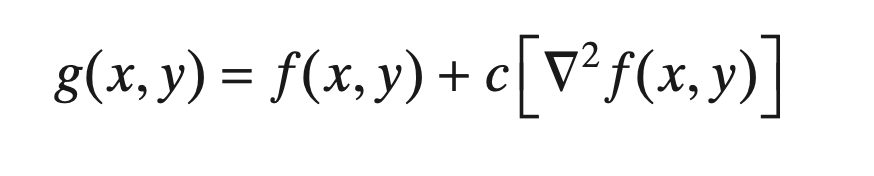 g(x, y) = f(x, y) + c[∇²f(x, y)]